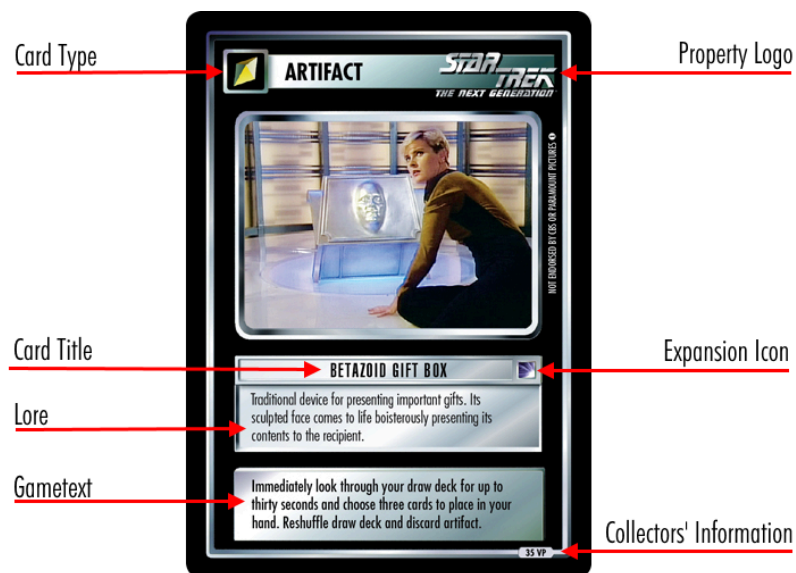 Card Type
Property Logo
ARTIFACT
STAR TREK
THE NEXT GENERATION
NOT ENDORSED BY CBS OR PARAMOUNT PICTURES
Card Title
BETAZOID GIFT BOX
Expansion Icon
Lore
Traditional device for presenting important gifts. Its
sculpted face comes to life boisterously presenting its
contents to the recipient.
Gametext
Immediately look through your draw deck for up to
thirty seconds and choose three cards to place in your
hand. Reshuffle draw deck and discard artifact.
Collectors' Information
35 VP